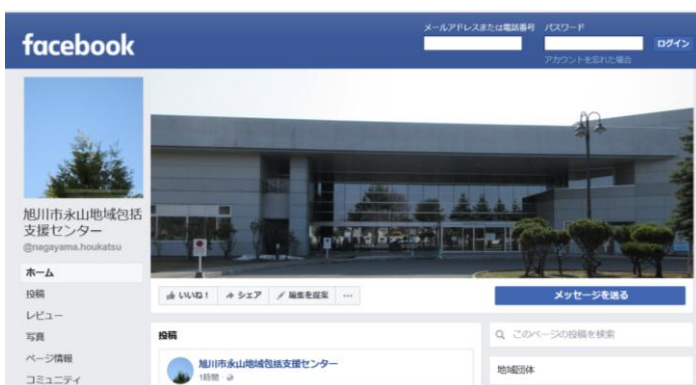 facebook
メールアドレスまたは電話番号 パスワード
ログイン
アカウントを忘れた場合
旭川市永山地域包括
支援センター
@nagayama.houkatsu
ホーム
投稿
レビュー
写真
ページ情報
コミュニティ
いいね! シェア 編集を提案 ...
メッセージを送る
投稿
旭川市永山地域包括支援センター
1時間
このページの投稿を検索
地域団体